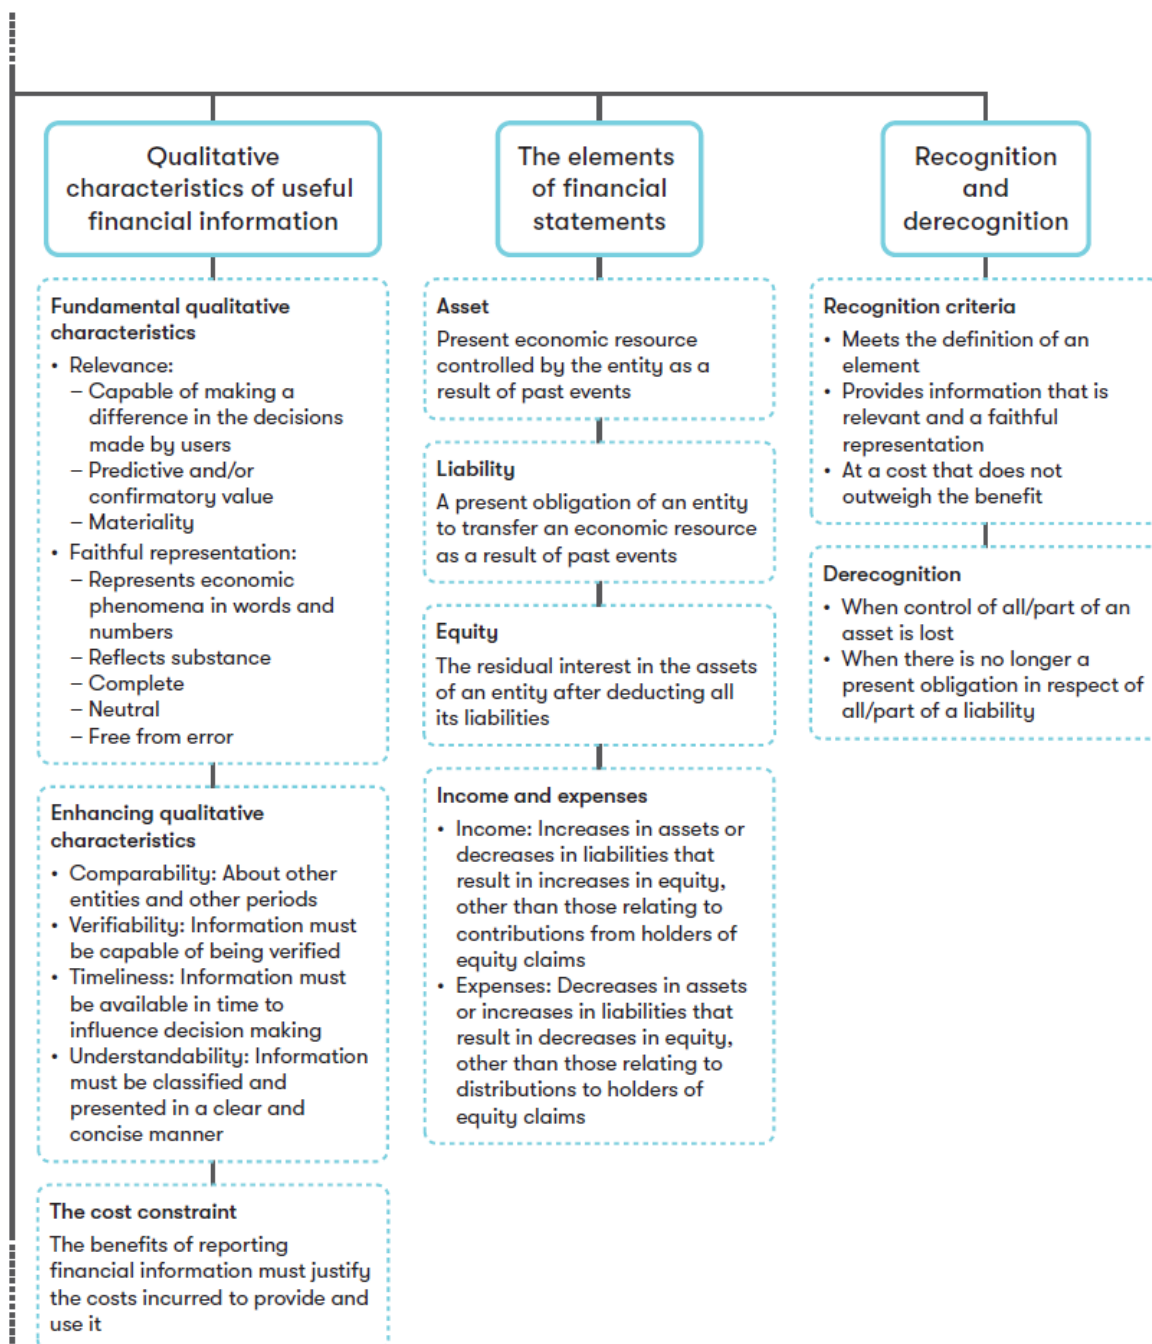 Qualitative
characteristics of useful
financial information
Fundamental qualitative
characteristics
• Relevance:
– Capable of making a
difference in the decisions
made by users
– Predictive and/or
confirmatory value
– Materiality
• Faithful representation:
– Represents economic
phenomena in words and
numbers
– Reflects substance
– Complete
– Neutral
– Free from error
Enhancing qualitative
characteristics
• Comparability: About other
entities and other periods
• Verifiability: Information must
be capable of being verified
• Timeliness: Information must
be available in time to
influence decision making
• Understandability: Information
must be classified and
presented in a clear and
concise manner
The cost constraint
The benefits of reporting
financial information must justify
the costs incurred to provide and
use it
The elements
of financial
statements
Asset
Present economic resource
controlled by the entity as a
result of past events
Liability
A present obligation of an entity
to transfer an economic resource
as a result of past events
Equity
The residual interest in the assets
of an entity after deducting all
its liabilities
Income and expenses
• Income: Increases in assets or
decreases in liabilities that
result in increases in equity,
other than those relating to
contributions from holders of
equity claims
• Expenses: Decreases in assets
or increases in liabilities that
result in decreases in equity,
other than those relating to
distributions to holders of
equity claims
Recognition
and
derecognition
Recognition criteria
• Meets the definition of an
element
• Provides information that is
relevant and a faithful
representation
• At a cost that does not
outweigh the benefit
Derecognition
• When control of all/part of an
asset is lost
• When there is no longer a
present obligation in respect of
all/part of a liability